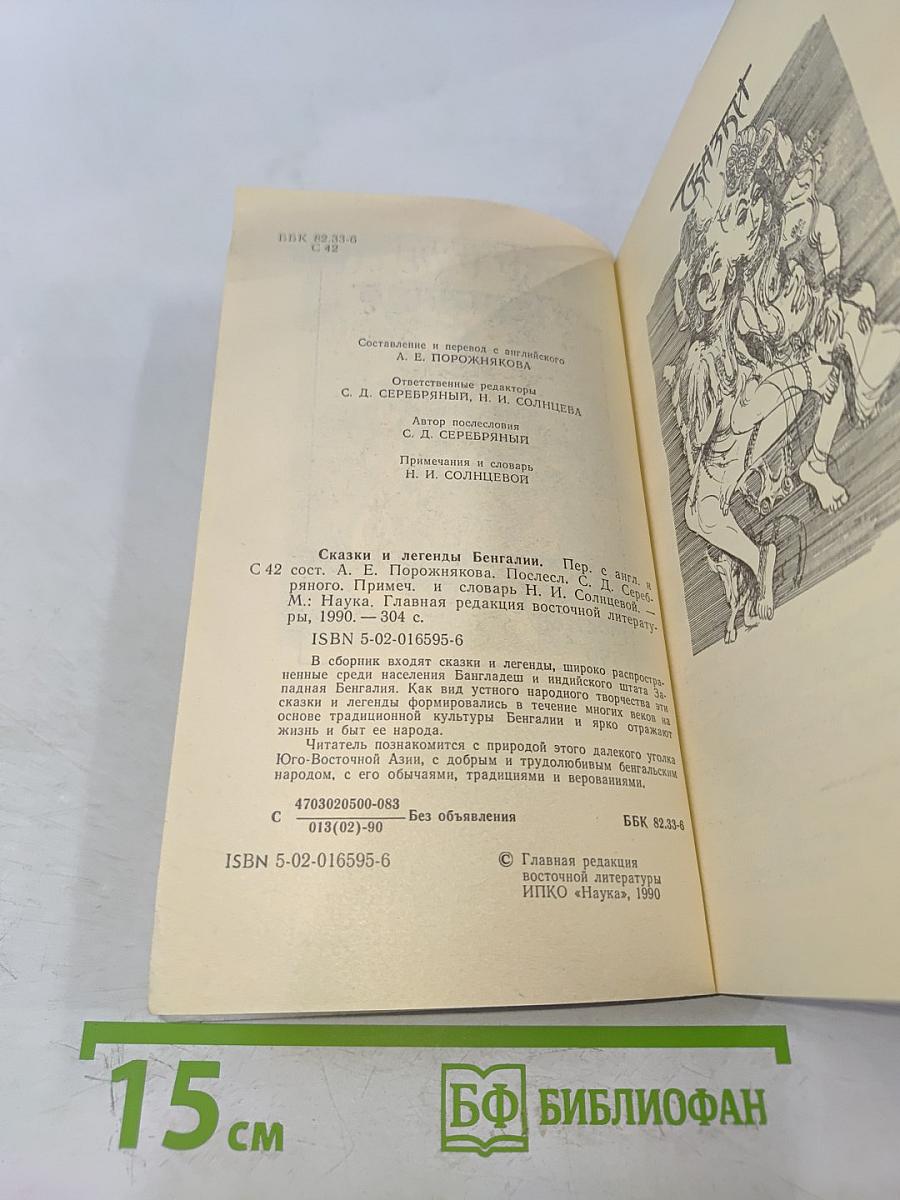 ББК 82.33-6
С 42
Составление и перевод с английского
А. Е. ПОРОЖНЯКОВА
Ответственные редакторы
С. Д. СЕРЕБРЯНЫЙ, Н. И. СОЛНЦЕВА
Автор послесловия
С. Д. СЕРЕБРЯНЫЙ
Примечания и словарь
Н. И. СОЛНЦЕВОЙ
Сказки и легенды Бенгалии. Пер. с англ. и
С 42 сост. А. Е. Порожнякова. Послесл. С. Д. Сереб-
ряного. Примеч. и словарь Н. И. Солнцевой. —
М.: Наука. Главная редакция восточной литерату-
ры, 1990. — 304 с.
ISBN 5-02-016595-6
В сборник входят сказки и легенды, широко распростра-
ненные среди населения Бангладеш и индийского штата За-
падная Бенгалия. Как вид устного народного творчества эти
сказки и легенды формировались в течение многих веков на
основе традиционной культуры Бенгалии и ярко отражают
жизнь и быт ее народа.
Читатель познакомится с природой этого далекого уголка
Юго-Восточной Азии, с добрым и трудолюбивым бенгальским
народом, с его обычаями, традициями и верованиями.
С 4703020500-083
013(02)-90 Без объявления
ББК 82.33-6
ISBN 5-02-016595-6
© Главная редакция
восточной литературы
ИПКО «Наука», 1990
Сказки
15 см
БФ БИБЛИОФАН